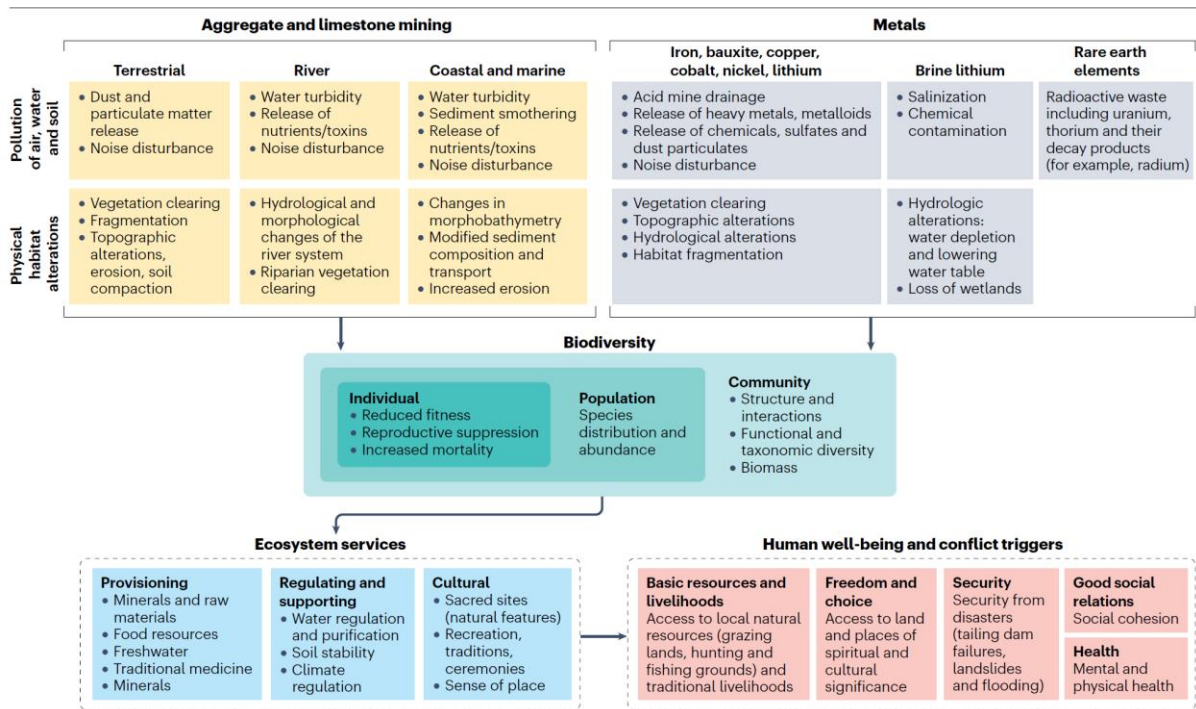 Aggregate and limestone mining
Metals
Terrestrial
River
Coastal and marine
Iron, bauxite, copper,
cobalt, nickel, lithium
Brine lithium
Rare earth
elements
Pollution
of air, water
and soil
• Dust and
particulate matter
release
• Noise disturbance
• Water turbidity
• Release of
nutrients/toxins
• Noise disturbance
• Water turbidity
• Sediment smothering
• Release of
nutrients/toxins
• Noise disturbance
• Acid mine drainage
• Release of heavy metals, metalloids
• Release of chemicals, sulfates and
dust particulates
• Noise disturbance
• Salinization
• Chemical
contamination
Radioactive waste
including uranium,
thorium and their
decay products
(for example, radium)
Physical
habitat
alterations
• Vegetation clearing
• Fragmentation
• Topographic
alterations,
erosion, soil
compaction
• Hydrological and
morphological
changes of the
river system
• Riparian vegetation
clearing
• Changes in
morphobathymetry
• Modified sediment
composition and
transport
• Increased erosion
• Vegetation clearing
• Topographic alterations
• Hydrological alterations
• Habitat fragmentation
• Hydrologic
alterations:
water depletion
and lowering
water table
• Loss of wetlands
Biodiversity
Individual
• Reduced fitness
• Reproductive suppression
• Increased mortality
Population
Species
distribution and
abundance
Community
• Structure and
interactions
• Functional and
taxonomic diversity
• Biomass
Ecosystem services
Provisioning
• Minerals and raw
materials
• Food resources
• Freshwater
• Traditional medicine
• Minerals
Regulating and
supporting
• Water regulation
and purification
• Soil stability
• Climate
regulation
Cultural
• Sacred sites
(natural features)
• Recreation,
traditions,
ceremonies
• Sense of place
Human well-being and conflict triggers
Basic resources and
livelihoods
Access to local natural
resources (grazing
lands, hunting and
fishing grounds) and
traditional livelihoods
Freedom and
choice
Access to land
and places of
spiritual and
cultural
significance
Security
Security from
disasters
(tailing dam
failures,
landslides
and flooding)
Good social
relations
Social cohesion
Health
Mental and
physical health